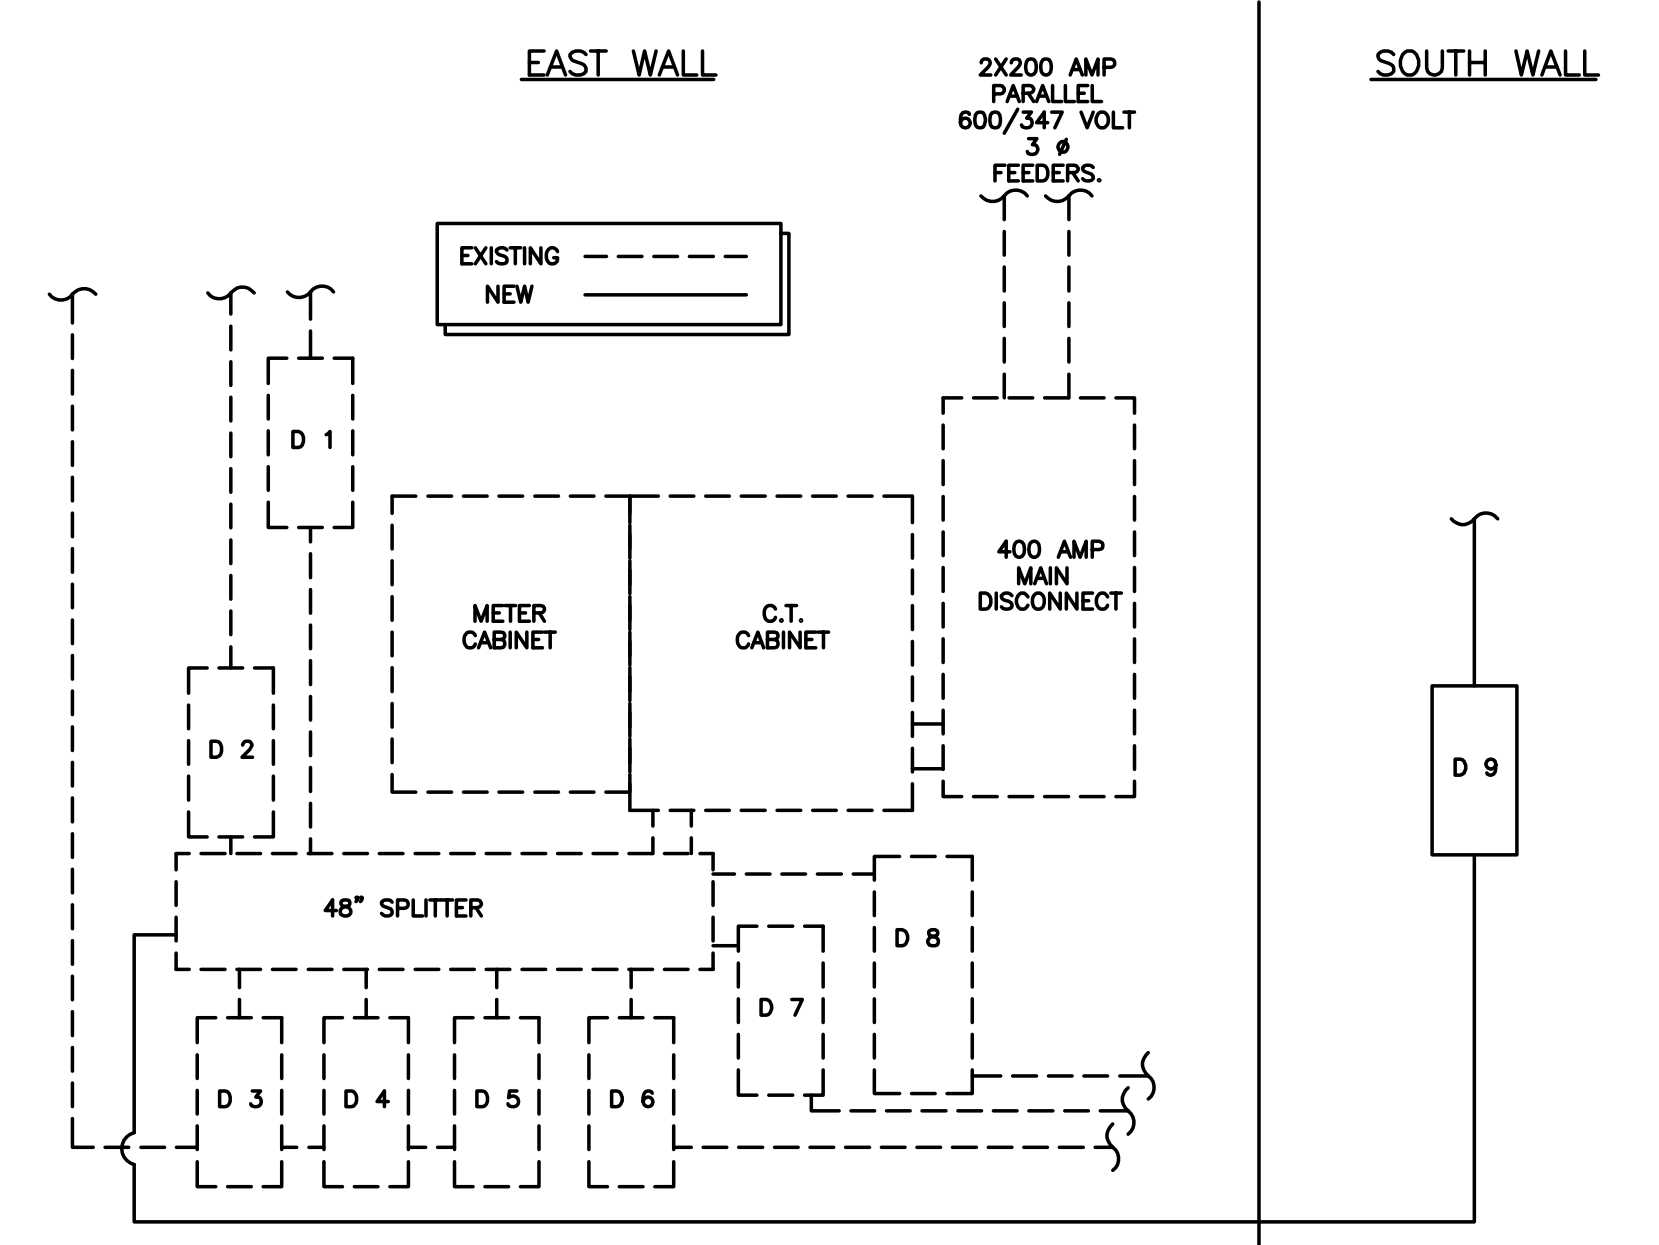 EAST WALL
SOUTH WALL
2X200 AMP
PARALLEL
600/347 VOLT
3 ø
FEEDERS.
EXISTING
NEW
D 1
400 AMP
MAIN
DISCONNECT
METER
CABINET
C.T.
CABINET
D 2
D 9
48” SPLITTER
D 8
D 7
D 3
D 4
D 5
D 6